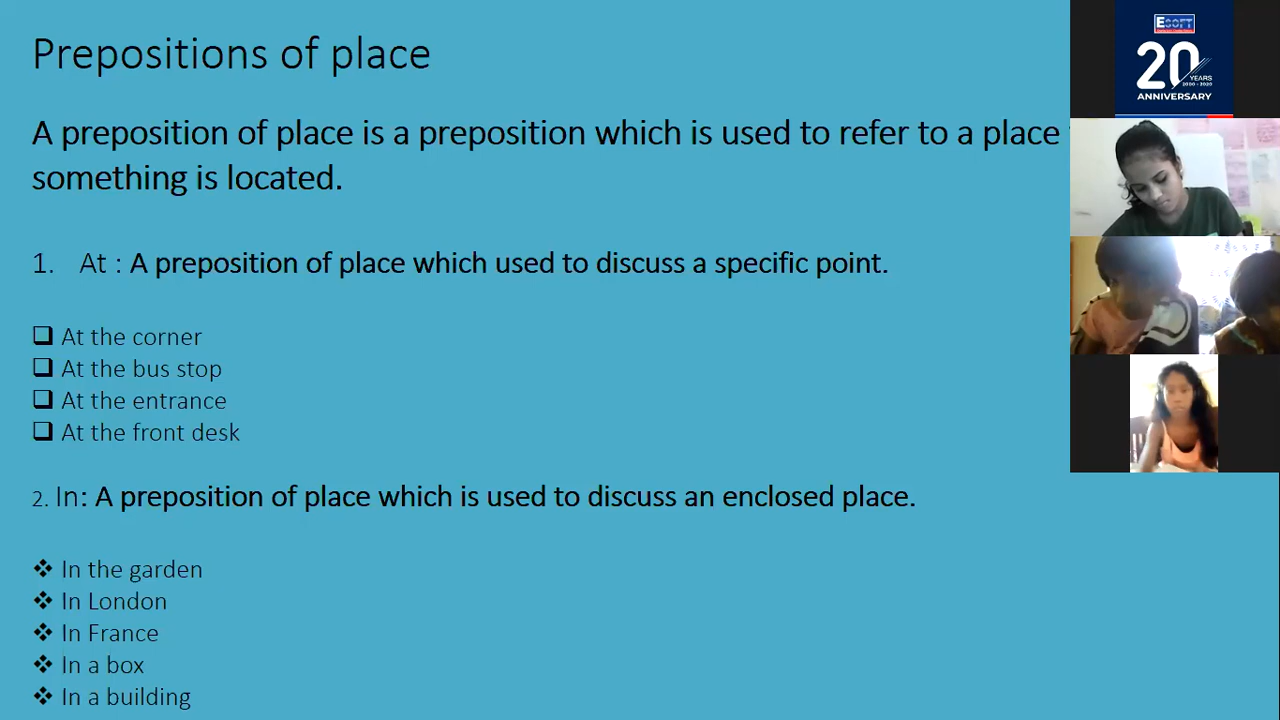 Prepositions of place
A preposition of place is a preposition which is used to refer to a place
something is located.
1. At : A preposition of place which used to discuss a specific point.
At the corner
At the bus stop
At the entrance
At the front desk
2. In: A preposition of place which is used to discuss an enclosed place.
In the garden
In London
In France
In a box
In a building
ESOFT
20
YEARS
2000 - 2020
ANNIVERSARY